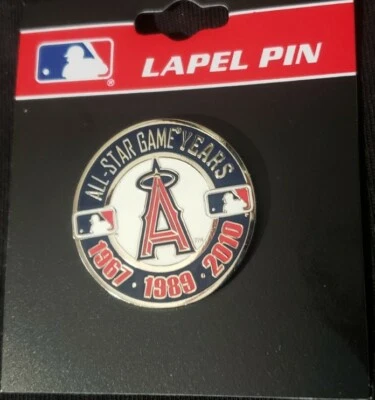 LAPEL PIN
ALL-STAR GAME YEARS
A
1967 · 1989 · 2010